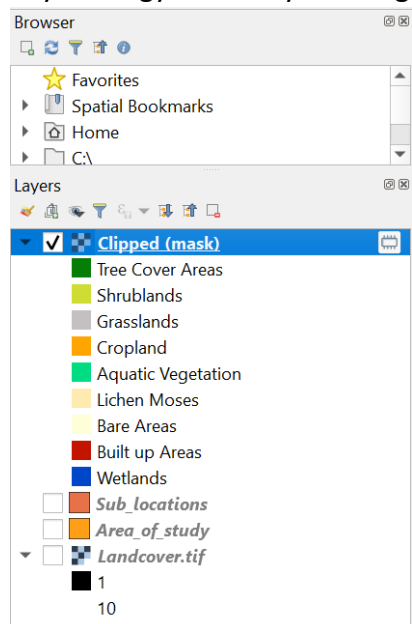 Browser
Favorites
Spatial Bookmarks
Home
C:\
Layers
Clipped (mask)
Tree Cover Areas
Shrublands
Grasslands
Cropland
Aquatic Vegetation
Lichen Mosses
Bare Areas
Built up Areas
Wetlands
Sub_locations
Area_of_study
Landcover.tif
1
10